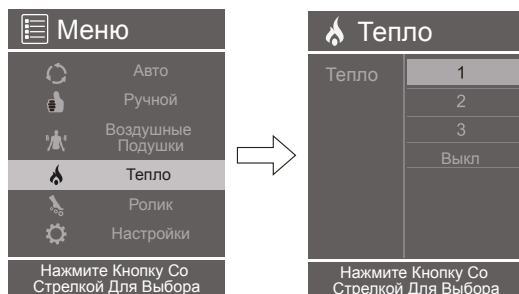 Меню
Авто
Ручной
Воздушные
Подушки
Тепло
Ролик
Настройки
Нажмите Кнопку Со
Стрелкой Для Выбора
Тепло
Тепло
1
2
3
Выкл
Нажмите Кнопку Со
Стрелкой Для Выбора